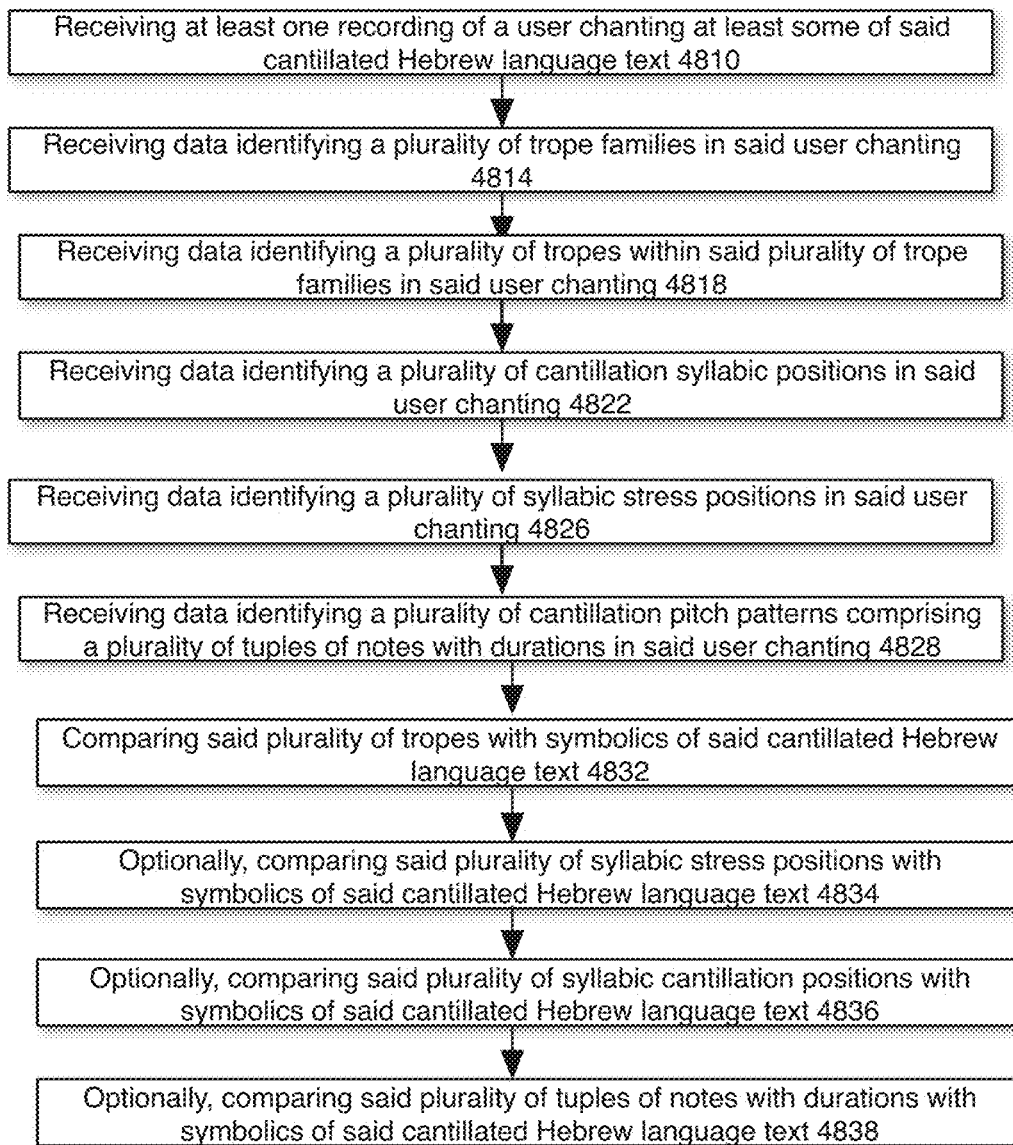 Receiving at least one recording of a user chanting at least some of said
cantillated Hebrew language text 4810
Receiving data identifying a plurality of trope families in said user chanting
4814
Receiving data identifying a plurality of tropes within said plurality of trope
families in said user chanting 4818
Receiving data identifying a plurality of cantillation syllabic positions in said
user chanting 4822
Receiving data identifying a plurality of syllabic stress positions in said user
chanting 4826
Receiving data identifying a plurality of cantillation pitch patterns comprising
a plurality of tuples of notes with durations in said user chanting 4828
Comparing said plurality of tropes with symbolics of said cantillated Hebrew
language text 4832
Optionally, comparing said plurality of syllabic stress positions with
symbolics of said cantillated Hebrew language text 4834
Optionally, comparing said plurality of syllabic cantillation positions with
symbolics of said cantillated Hebrew language text 4836
Optionally, comparing said plurality of tuples of notes with durations with
symbolics of said cantillated Hebrew language text 4838